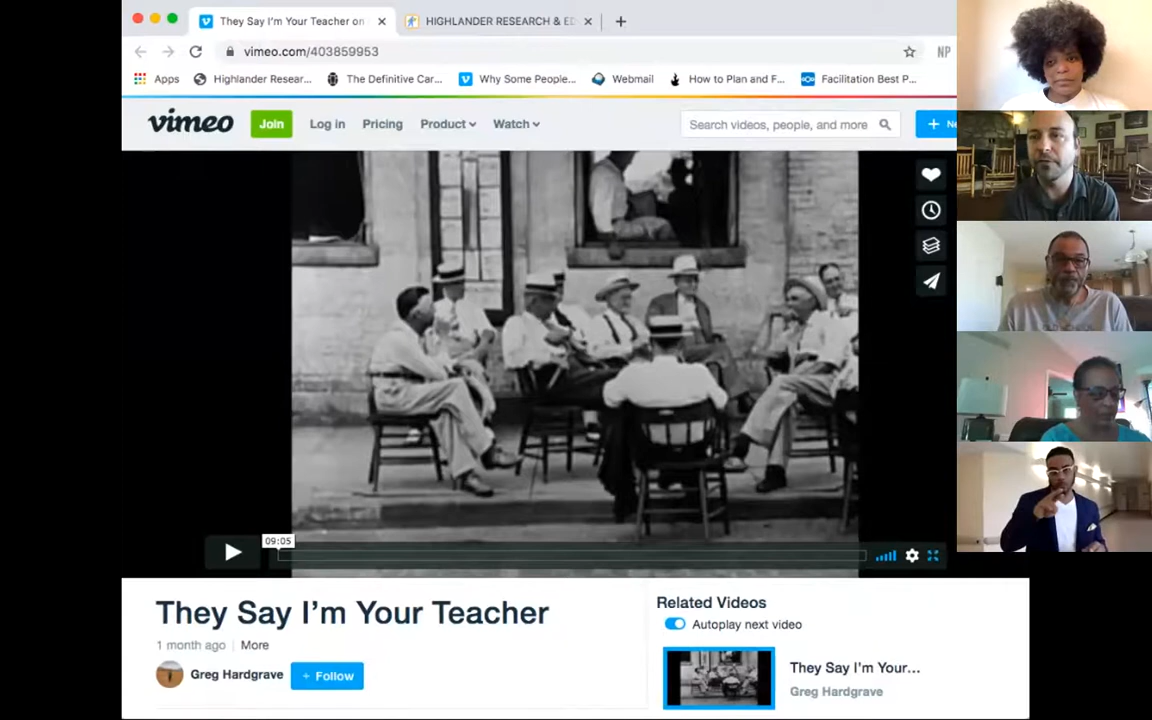 They Say I'm Your Teacher on
HIGHLANDER RESEARCH & ED
vimeo.com/403859953
NP
Apps
Highlander Resear...
The Definitive Car...
Why Some People...
Webmail
How to Plan and F...
Facilitation Best P...
vimeo
Join
Log in
Pricing
Product
Watch
Search videos, people, and more
+ Ne
09:05
They Say I'm Your Teacher
1 month ago
More
Greg Hardgrave
+ Follow
Related Videos
Autoplay next video
They Say I'm Your...
Greg Hardgrave